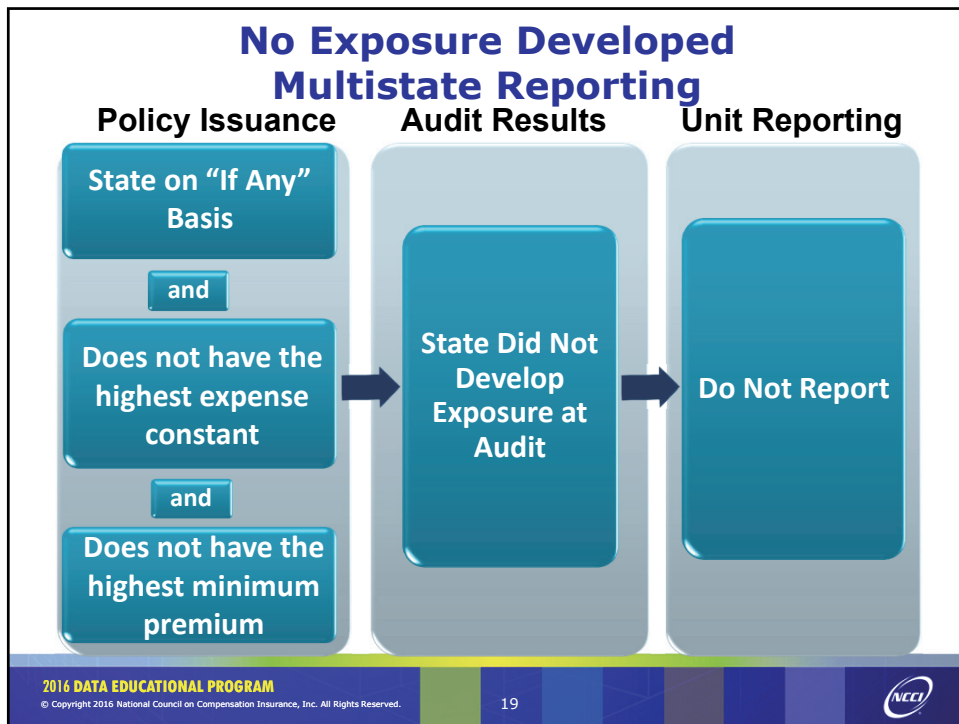 No Exposure Developed
Multistate Reporting
Policy Issuance
Audit Results
Unit Reporting
State on “If Any”
Basis
and
Does not have the
highest expense
constant
and
Does not have the
highest minimum
premium
State Did Not
Develop
Exposure at
Audit
Do Not Report
2016 DATA EDUCATIONAL PROGRAM
© Copyright 2016 National Council on Compensation Insurance, Inc. All Rights Reserved.
19
NCCI